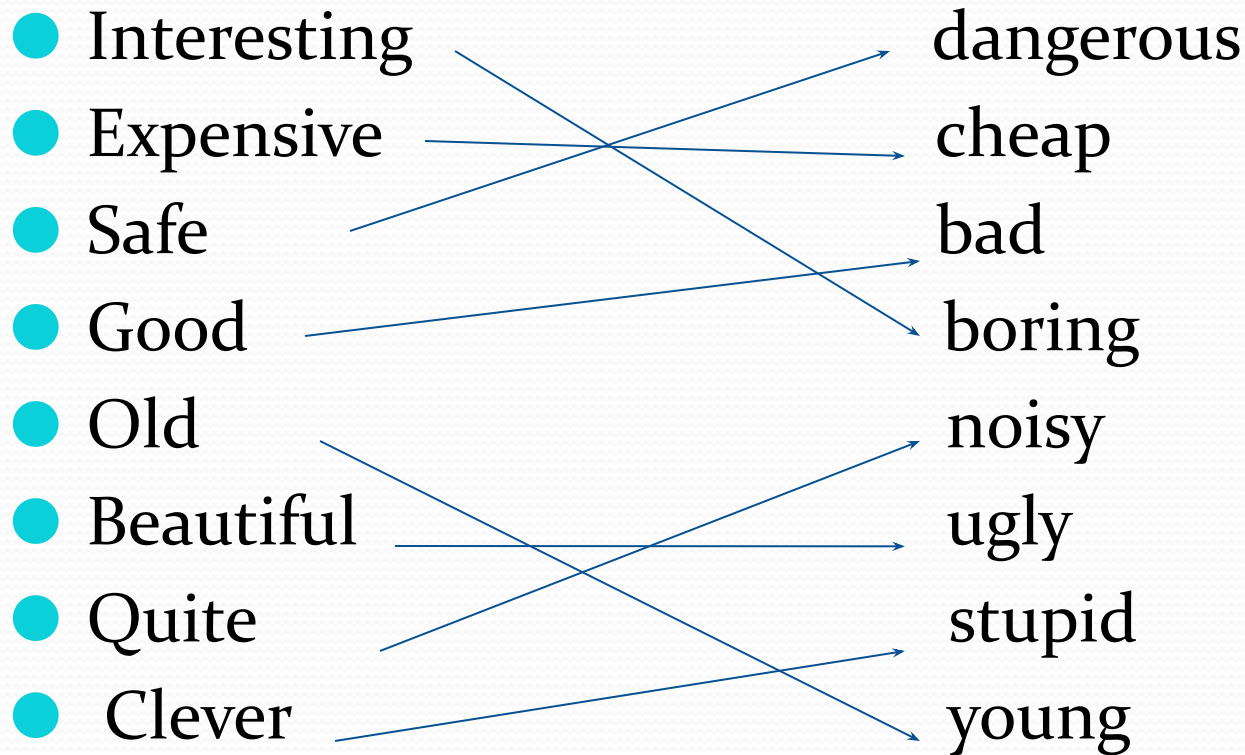 Interesting dangerous
Expensive cheap
Safe bad
Good boring
Old noisy
Beautiful ugly
Quite stupid
Clever young